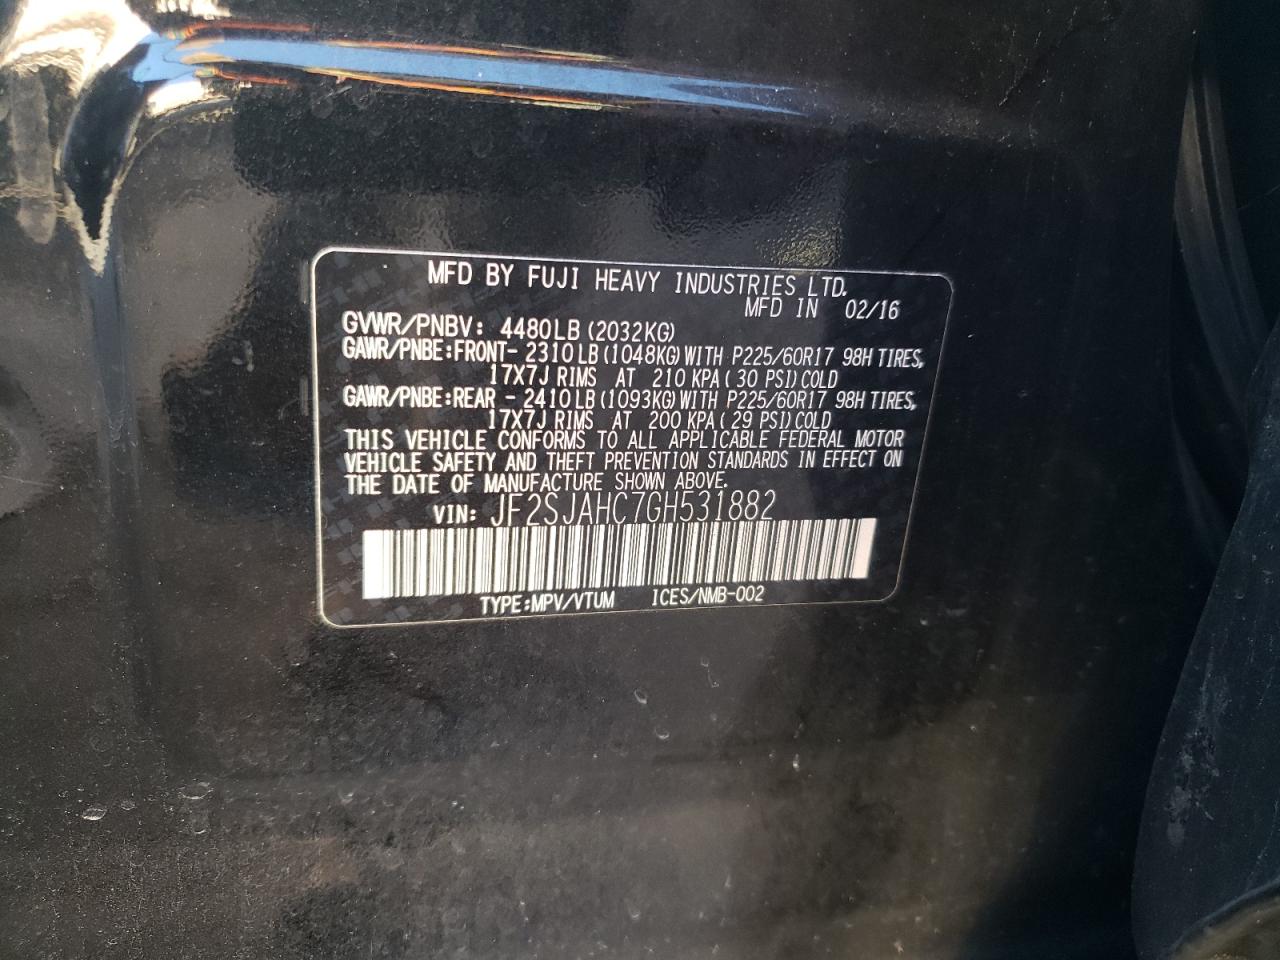 MFD BY FUJI HEAVY INDUSTRIES LTD.
MFD IN 02/16
GVWR/PNBV: 4480LB (2032KG)
GAWR/PNBE:FRONT- 2310LB (1048KG) WITH P225/60R17 98H TIRES,
17X7J RIMS AT 210 KPA ( 30 PSI) COLD
GAWR/PNBE:REAR - 2410LB (1093KG) WITH P225/60R17 98H TIRES,
17X7J RIMS AT 200 KPA ( 29 PSI) COLD
THIS VEHICLE CONFORMS TO ALL APPLICABLE FEDERAL MOTOR
VEHICLE SAFETY AND THEFT PREVENTION STANDARDS IN EFFECT ON
THE DATE OF MANUFACTURE SHOWN ABOVE.
VIN: JF2SJAHC7GH531882
TYPE:MPV/VTUM ICES/NMB-002